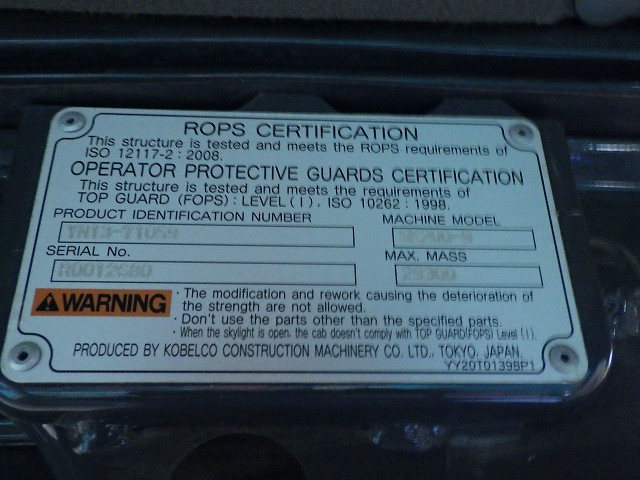 ROPS CERTIFICATION
This structure is tested and meets the ROPS requirements of
ISO 12117-2 : 2008.
OPERATOR PROTECTIVE GUARDS CERTIFICATION
This structure is tested and meets the requirements of
TOP GUARD (FOPS) : LEVEL(I), ISO 10262 : 1998.
PRODUCT IDENTIFICATION NUMBER
MACHINE MODEL
SERIAL No.
MAX. MASS
WARNING
· The modification and rework causing the deterioration of
the strength are not allowed.
· Don't use the parts other than the specified parts.
· When the skylight is open, the cab doesn't comply with TOP GUARD(FOPS) Level (I).
PRODUCED BY KOBELCO CONSTRUCTION MACHINERY CO. LTD., TOKYO, JAPAN.
YY20T01398P1